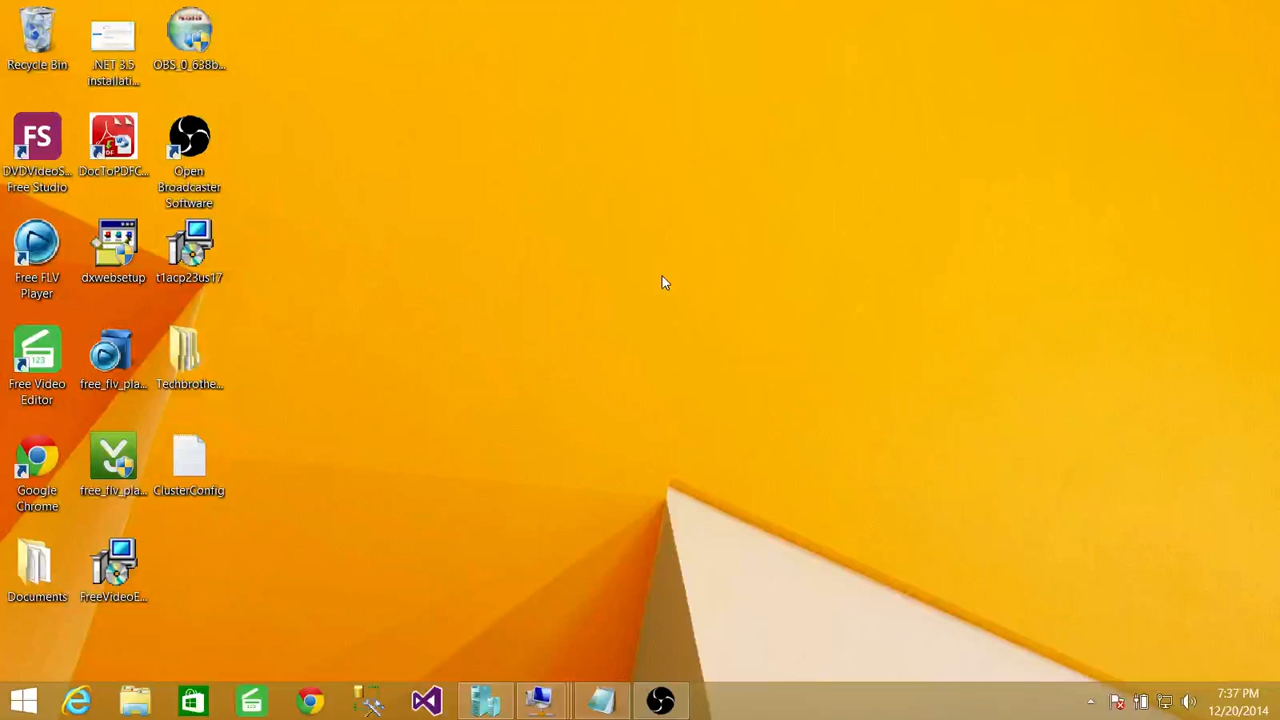 Recycle Bin
.NET 3.5
installati...
OBS_0_638b...
FS
DVDVideoS...
Free Studio
DocToPDFC...
Open
Broadcaster
Software
Free FLV
Player
dxwebsetup
t1acp23us17
123
Free Video
Editor
free_flv_pla...
Techbrothe...
Google
Chrome
free_flv_pla...
ClusterConfig
Documents
FreeVideoE...
7:37 PM
12/20/2014